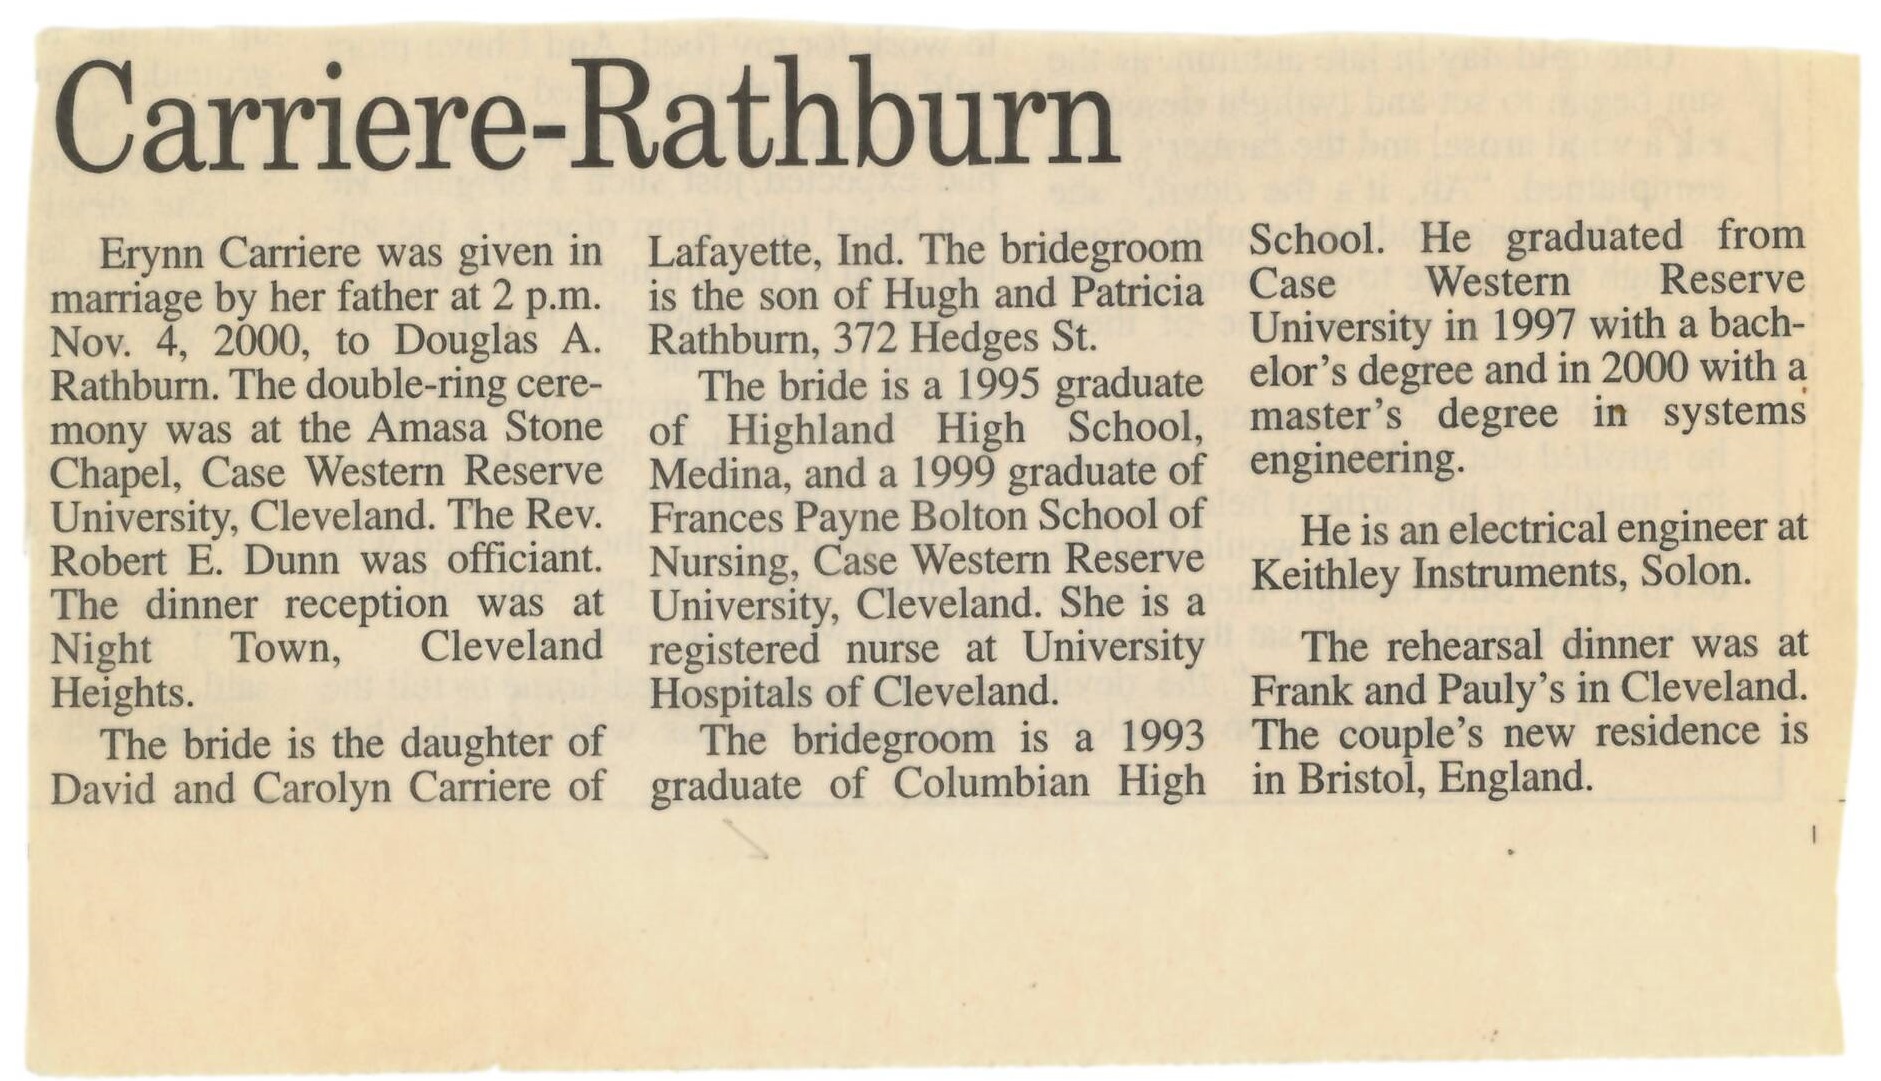 Carriere-Rathburn
Erynn Carriere was given in
marriage by her father at 2 p.m.
Nov. 4, 2000, to Douglas A.
Rathburn. The double-ring cere-
mony was at the Amasa Stone
Chapel, Case Western Reserve
University, Cleveland. The Rev.
Robert E. Dunn was officiant.
The dinner reception was at
Night Town, Cleveland
Heights.
The bride is the daughter of
David and Carolyn Carriere of
Lafayette, Ind. The bridegroom
is the son of Hugh and Patricia
Rathburn, 372 Hedges St.
The bride is a 1995 graduate
of Highland High School,
Medina, and a 1999 graduate of
Frances Payne Bolton School of
Nursing, Case Western Reserve
University, Cleveland. She is a
registered nurse at University
Hospitals of Cleveland.
The bridegroom is a 1993
graduate of Columbian High
School. He graduated from
Case Western Reserve
University in 1997 with a bach-
elor's degree and in 2000 with a
master's degree in systems
engineering.
He is an electrical engineer at
Keithley Instruments, Solon.
The rehearsal dinner was at
Frank and Pauly's in Cleveland.
The couple's new residence is
in Bristol, England.